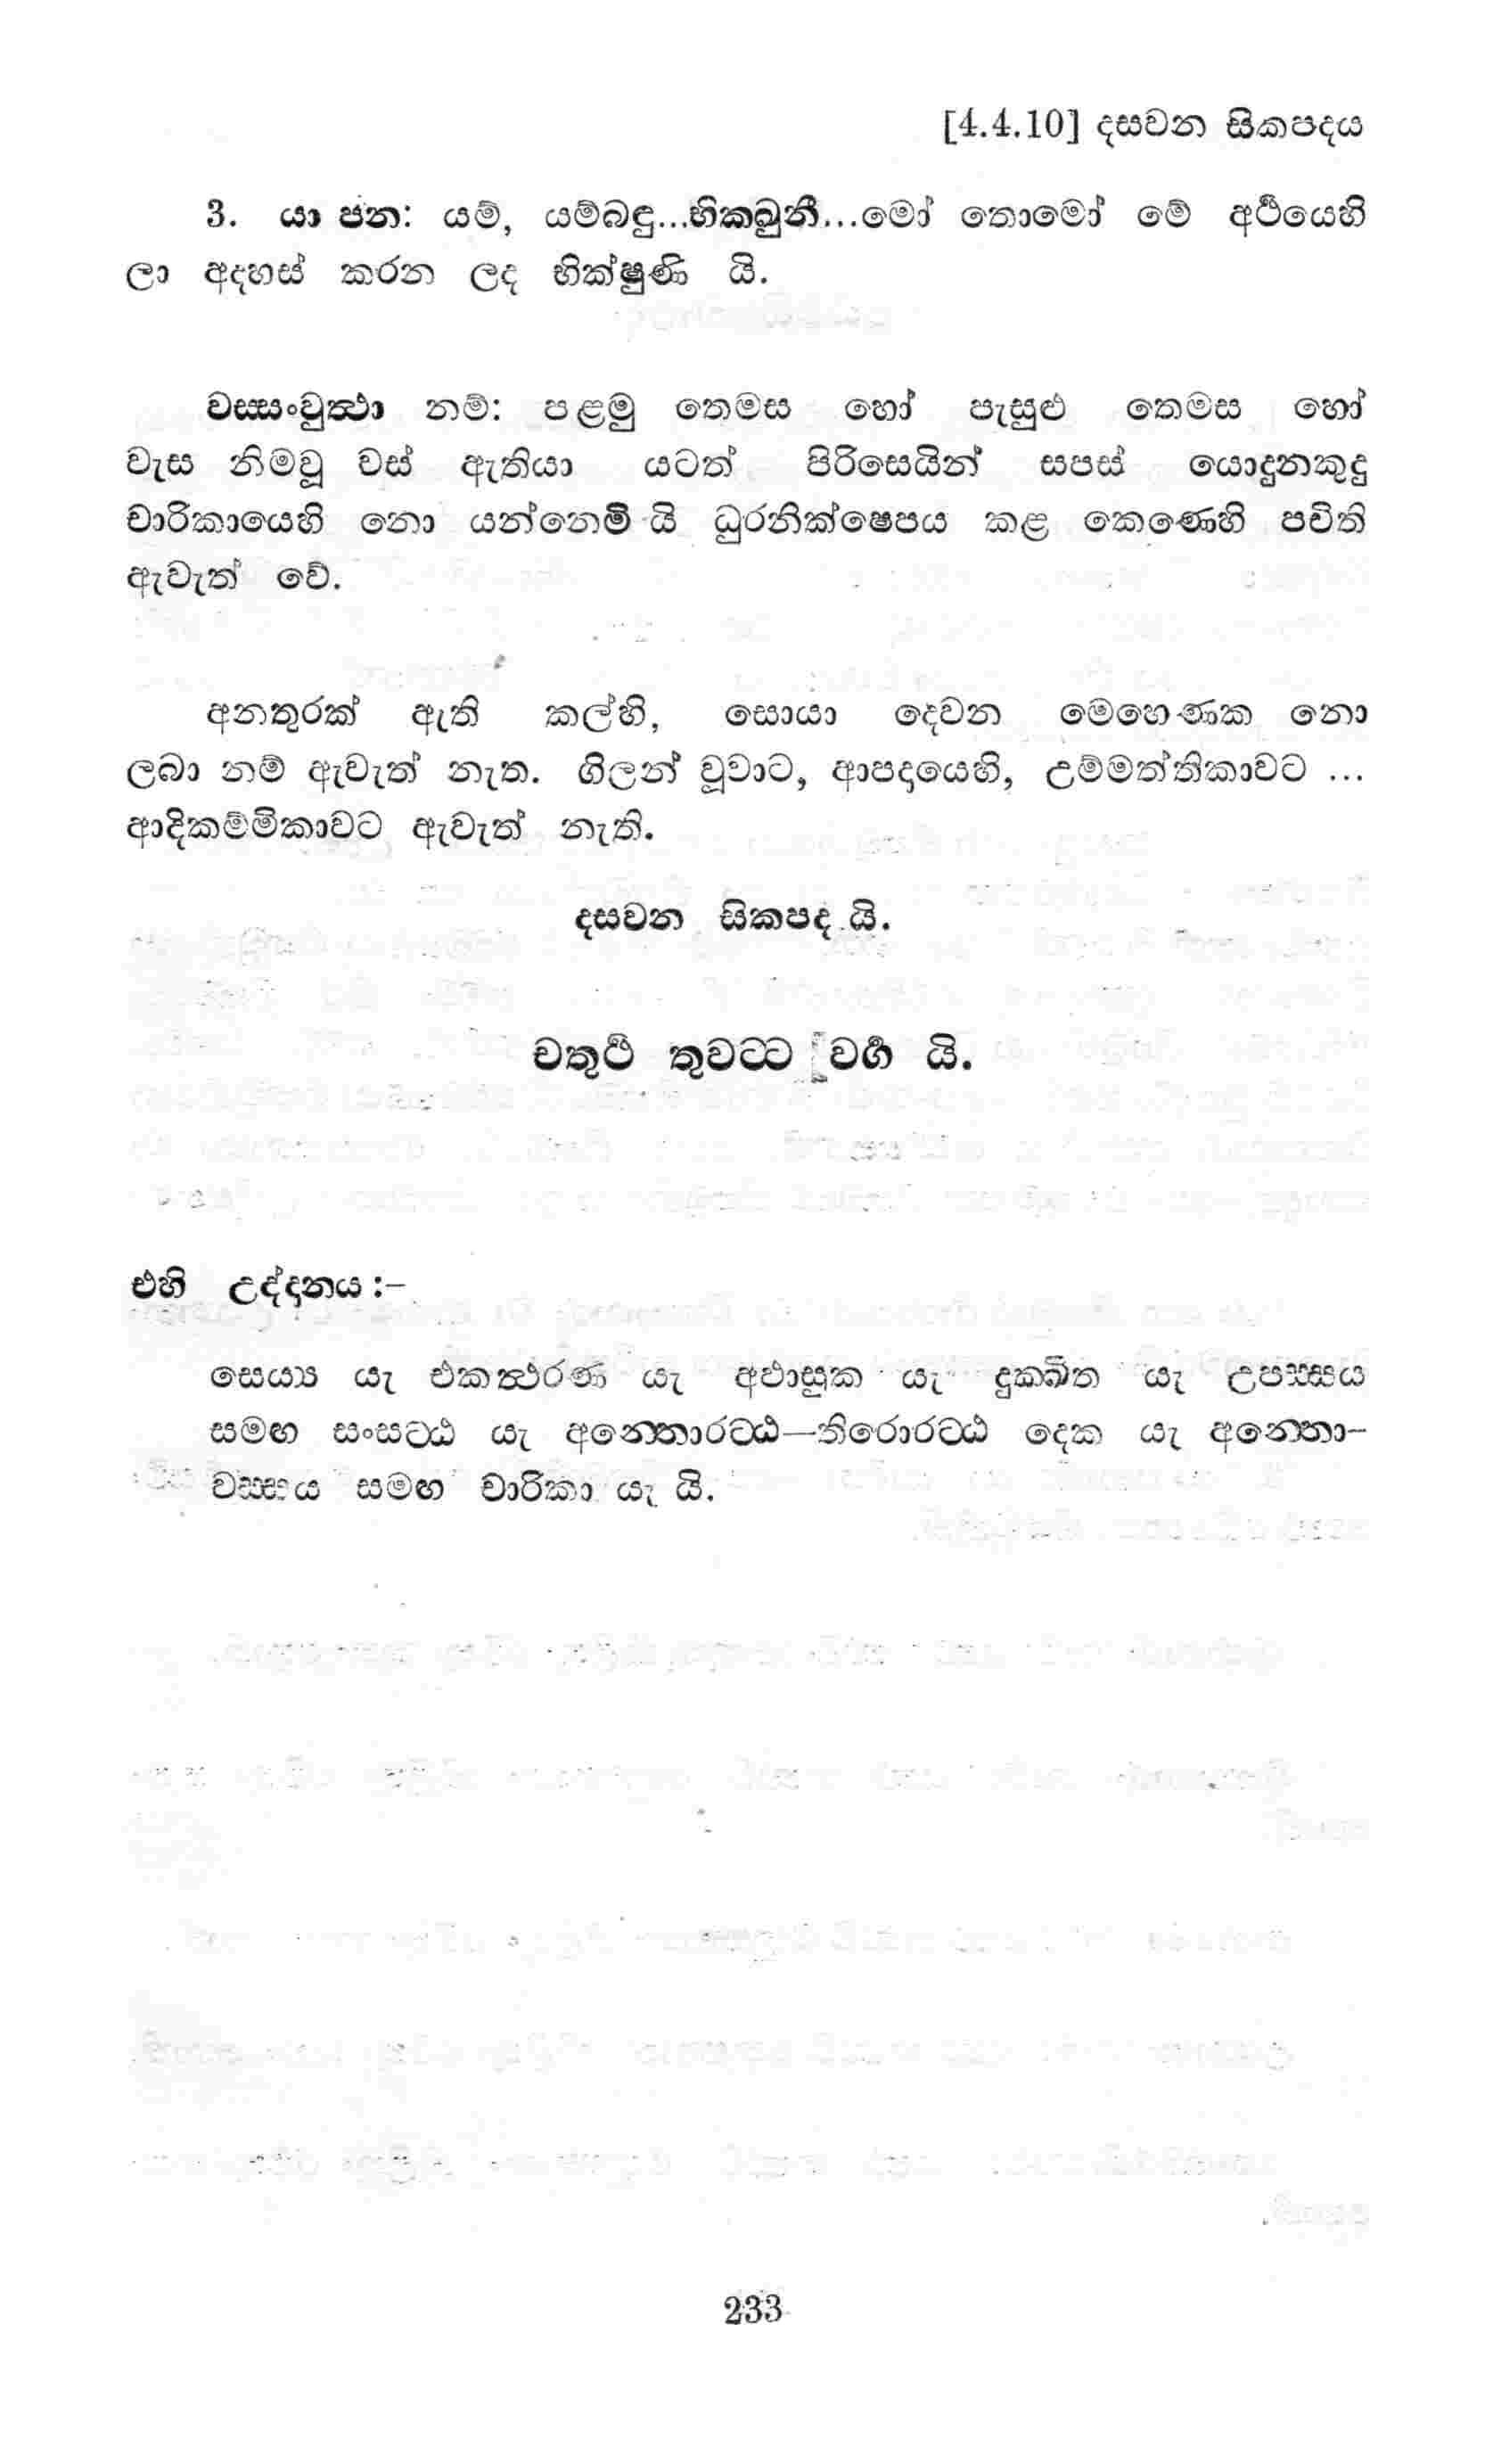 [4.4.10] දසවන සිකපදය
3. යා පන: යම්, යම්බඳු...භිකඛුනී...මෝ තොමෝ මේ අර්ථයෙහි
ලා අදහස් කරන ලද භික්ෂුණි යි.
වස්සංවුත්ථා නම්: පළමු තෙමස හෝ පැසුළු තෙමස හෝ
වැස නිමවූ වස් ඇතියා යටත් පිරිසෙයින් සපස් යොදුනකුදු
චාරිකායෙහි නො යන්නෙමි යි ධුරනික්ෂෙපය කළ කෙණෙහි පචිති
ඇවැත් වේ.
අනතුරක් ඇති කල්හි, සොයා දෙවන මෙහෙණක නො
ලබා නම් ඇවැත් නැත. ගිලන් වූවාට, ආපදායෙහි, උම්මත්තිකාවට ...
ආදිකම්මිකාවට ඇවැත් නැති.
දසවන සිකපද යි.
චතුර්ථ තුවට්ට වර්ග යි.
එහි උද්දානය :–
සෙය්‍ය යැ එකත්ථරණ යැ අඵාසුක යැ දුක්ඛිත යැ උපස්සය
සමඟ සංසට්ඨ යැ අන්තොරට්ඨ—තිරොරට්ඨ දෙක යැ අන්තො–
වස්සය සමඟ චාරිකා යැ යි.
233